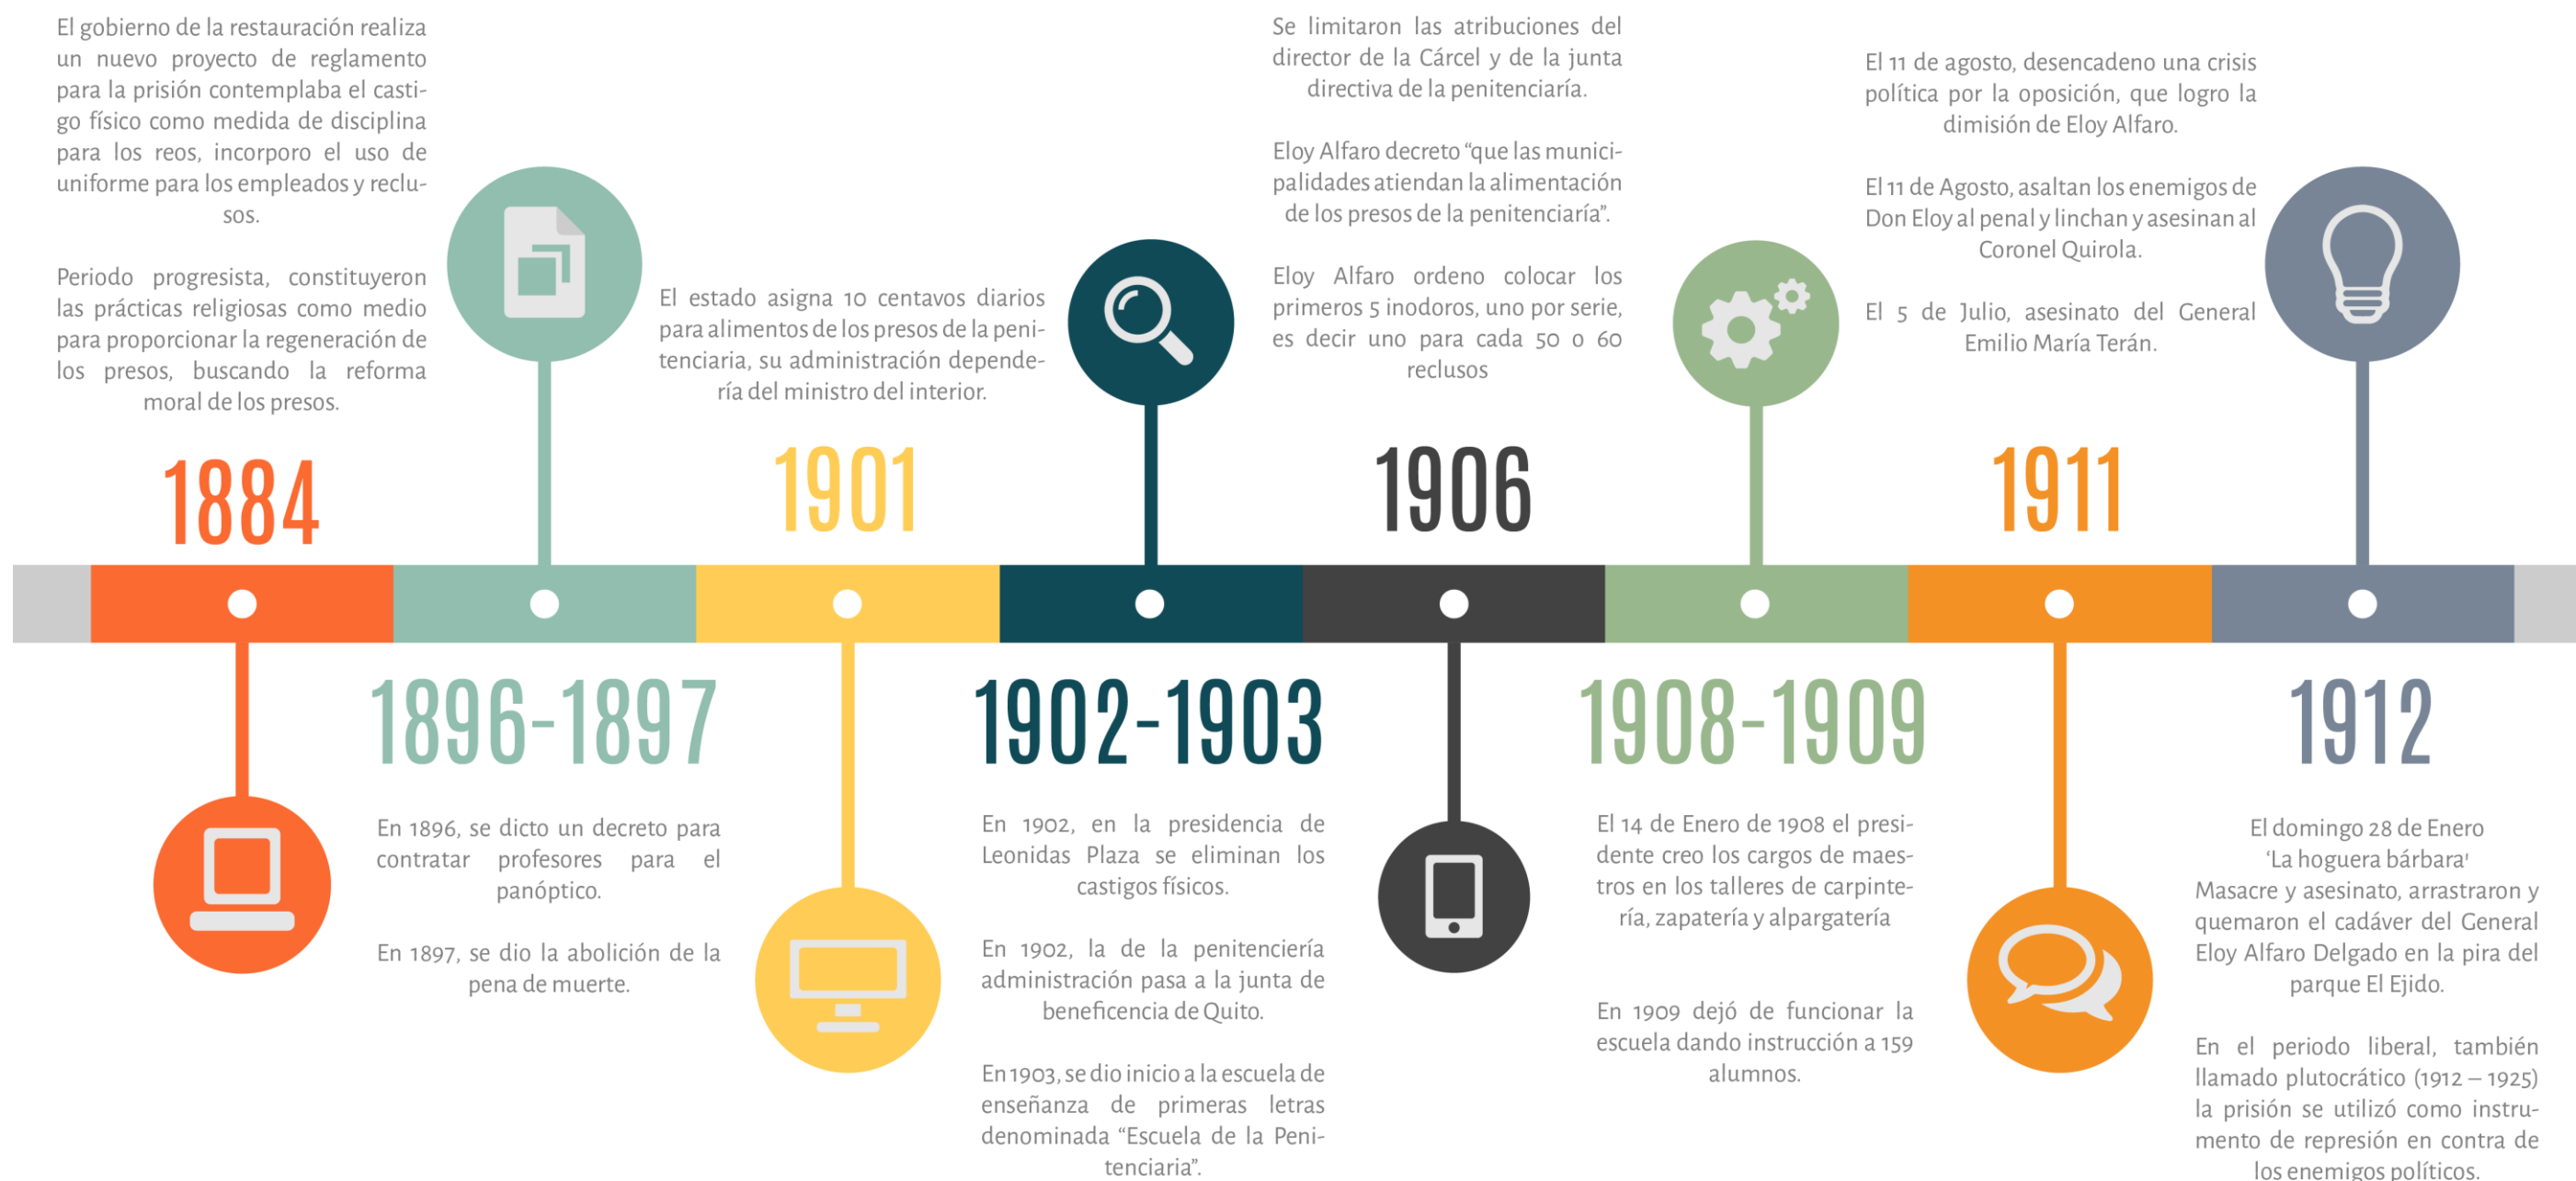 El gobierno de la restauración realiza
un nuevo proyecto de reglamento
para la prisión contemplaba el casti-
go físico como medida de disciplina
para los reos, incorporo el uso de
uniforme para los empleados y reclu-
sos.
Periodo progresista, constituyeron
las prácticas religiosas como medio
para proporcionar la regeneración de
los presos, buscando la reforma
moral de los presos.
1884
1896-1897
En 1896, se dicto un decreto para
contratar profesores para el
panóptico.
En 1897, se dio la abolición de la
pena de muerte.
El estado asigna 10 centavos diarios
para alimentos de los presos de la peni-
tenciaria, su administración depende-
ría del ministro del interior.
1901
1902-1903
En 1902, en la presidencia de
Leonidas Plaza se eliminan los
castigos físicos.
En 1902, la de la penitenciería
administración pasa a la junta de
beneficencia de Quito.
En 1903, se dio inicio a la escuela de
enseñanza de primeras letras
denominada “Escuela de la Peni-
tenciaria”.
Se limitaron las atribuciones del
director de la Cárcel y de la junta
directiva de la penitenciaría.
Eloy Alfaro decreto “que las munici-
palidades atiendan la alimentación
de los presos de la penitenciaría”.
Eloy Alfaro ordeno colocar los
primeros 5 inodoros, uno por serie,
es decir uno para cada 50 o 60
reclusos
1906
1908-1909
El 14 de Enero de 1908 el presi-
dente creo los cargos de maes-
tros en los talleres de carpinte-
ría, zapatería y alpargatería
En 1909 dejó de funcionar la
escuela dando instrucción a 159
alumnos.
El 11 de agosto, desencadeno una crisis
política por la oposición, que logro la
dimisión de Eloy Alfaro.
El 11 de Agosto, asaltan los enemigos de
Don Eloy al penal y linchan y asesinan al
Coronel Quirola.
El 5 de Julio, asesinato del General
Emilio María Terán.
1911
1912
El domingo 28 de Enero
‘La hoguera bárbara'
Masacre y asesinato, arrastraron y
quemaron el cadáver del General
Eloy Alfaro Delgado en la pira del
parque El Ejido.
En el periodo liberal, también
llamado plutocrático (1912 – 1925)
la prisión se utilizó como instru-
mento de represión en contra de
los enemigos políticos.